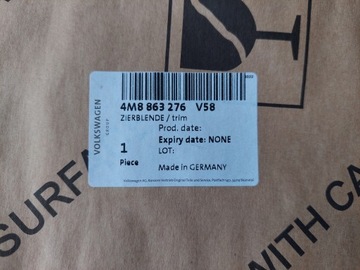 4M8 863 276 V58
ZIERBLENDE / trim
Prod. date:
Expiry date: NONE
LOT:
1
Piece
Made in GERMANY
VOLKSWAGEN
GROUP
SURFA
WITH CA